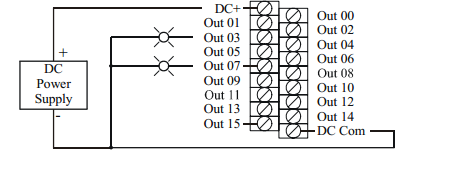 DC+
Out 00
Out 01
Out 02
Out 03
Out 04
Out 05
Out 06
Out 07
Out 08
Out 09
Out 10
Out 11
Out 12
Out 13
Out 14
Out 15
DC Com
+
DC
Power
Supply
-